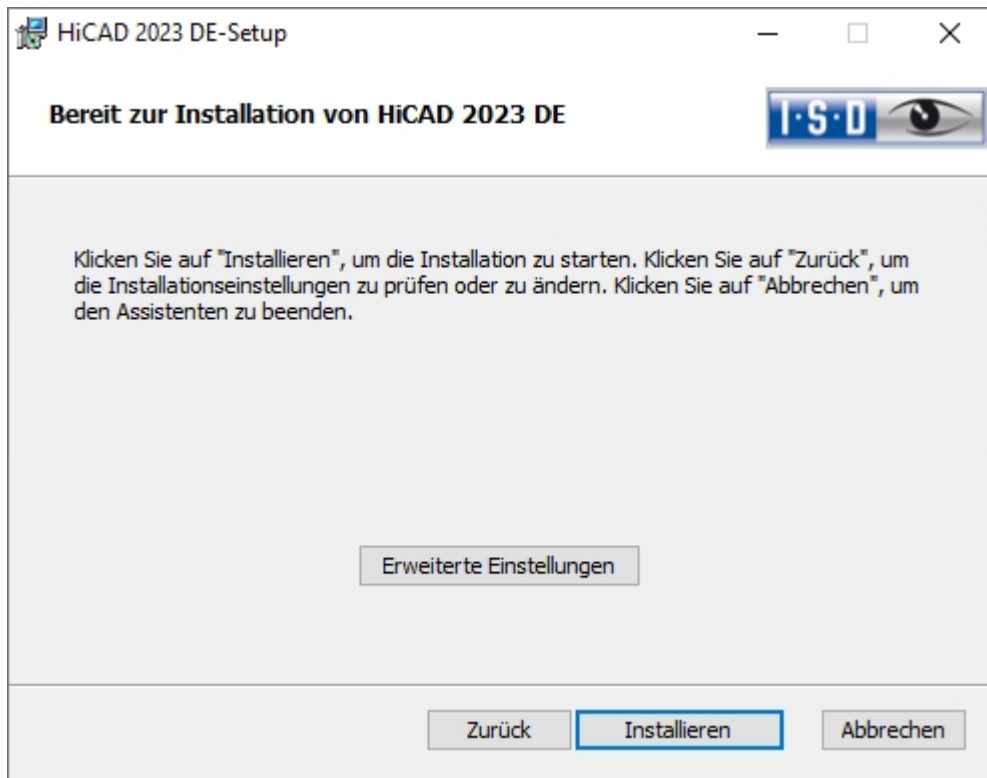 HiCAD 2023 DE-Setup
Bereit zur Installation von HiCAD 2023 DE
I·S·D
Klicken Sie auf "Installieren", um die Installation zu starten. Klicken Sie auf "Zurück", um
die Installationseinstellungen zu prüfen oder zu ändern. Klicken Sie auf "Abbrechen", um
den Assistenten zu beenden.
Erweiterte Einstellungen
Zurück
Installieren
Abbrechen